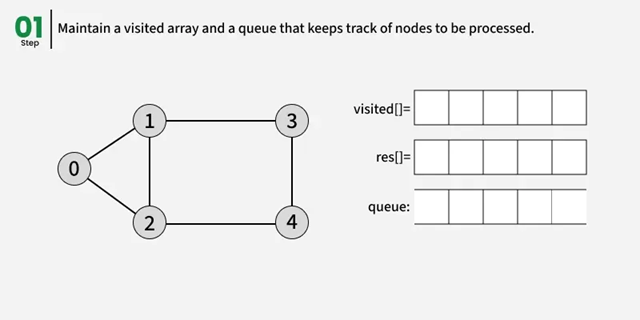 01
Step
Maintain a visited array and a queue that keeps track of nodes to be processed.
1
3
0
2
4
visited[]=
res[]=
queue: